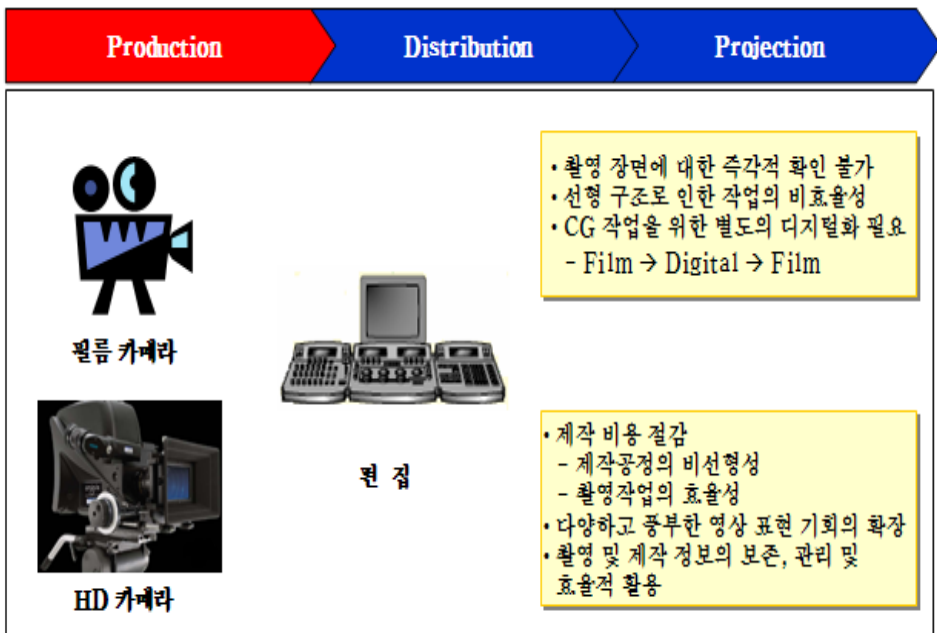 Production
Distribution
Projection
• 촬영 장면에 대한 즉각적 확인 불가
• 선형 구조로 인한 작업의 비효율성
• CG 작업을 위한 별도의 디지털화 필요
- Film → Digital → Film
필름 카메라
편 집
• 제작 비용 절감
- 제작공정의 비선형성
- 촬영작업의 효율성
• 다양하고 풍부한 영상 표현 기회의 확장
• 촬영 및 제작 정보의 보존, 관리 및
효율적 활용
HD 카메라